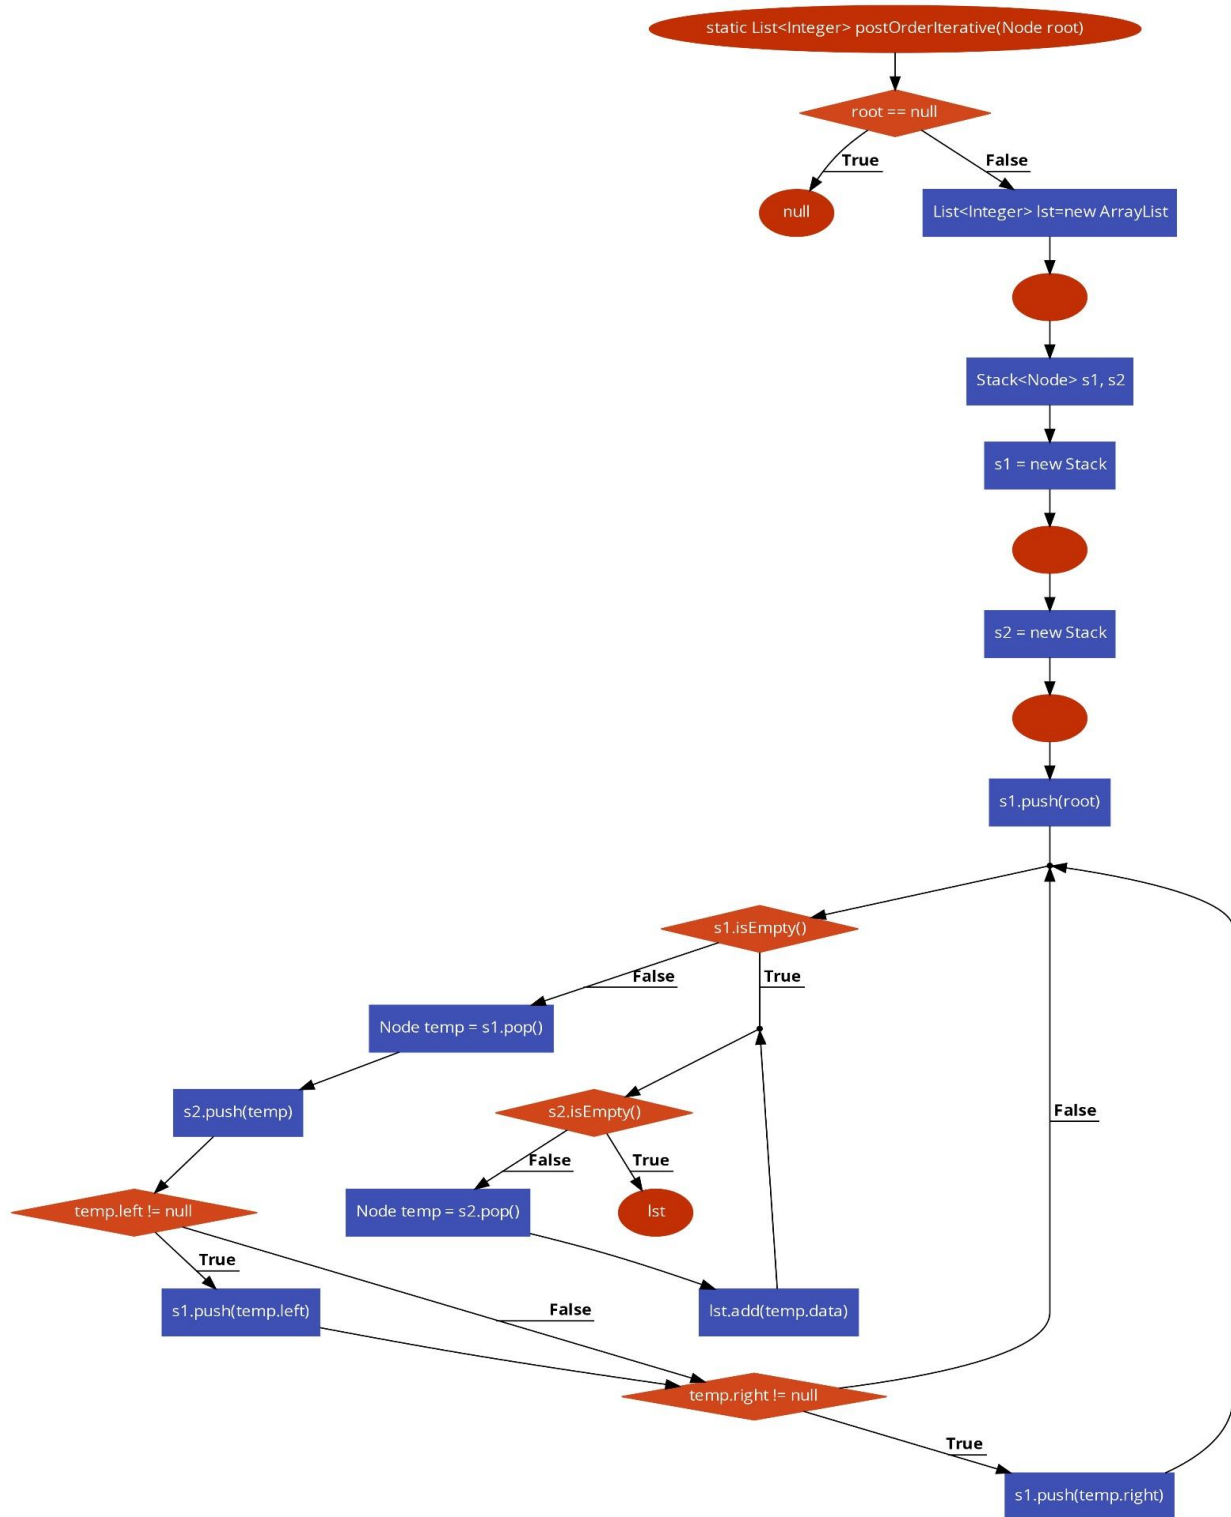 static List<Integer> postOrderIterative(Node root)
root == null
True
False
null
List<Integer> lst=new ArrayList
Stack<Node> s1, s2
s1 = new Stack
s2 = new Stack
s1.push(root)
s1.isEmpty()
False
True
Node temp = s1.pop()
s2.push(temp)
s2.isEmpty()
False
False
True
Node temp = s2.pop()
lst
temp.left != null
True
s1.push(temp.left)
False
lst.add(temp.data)
temp.right != null
True
s1.push(temp.right)